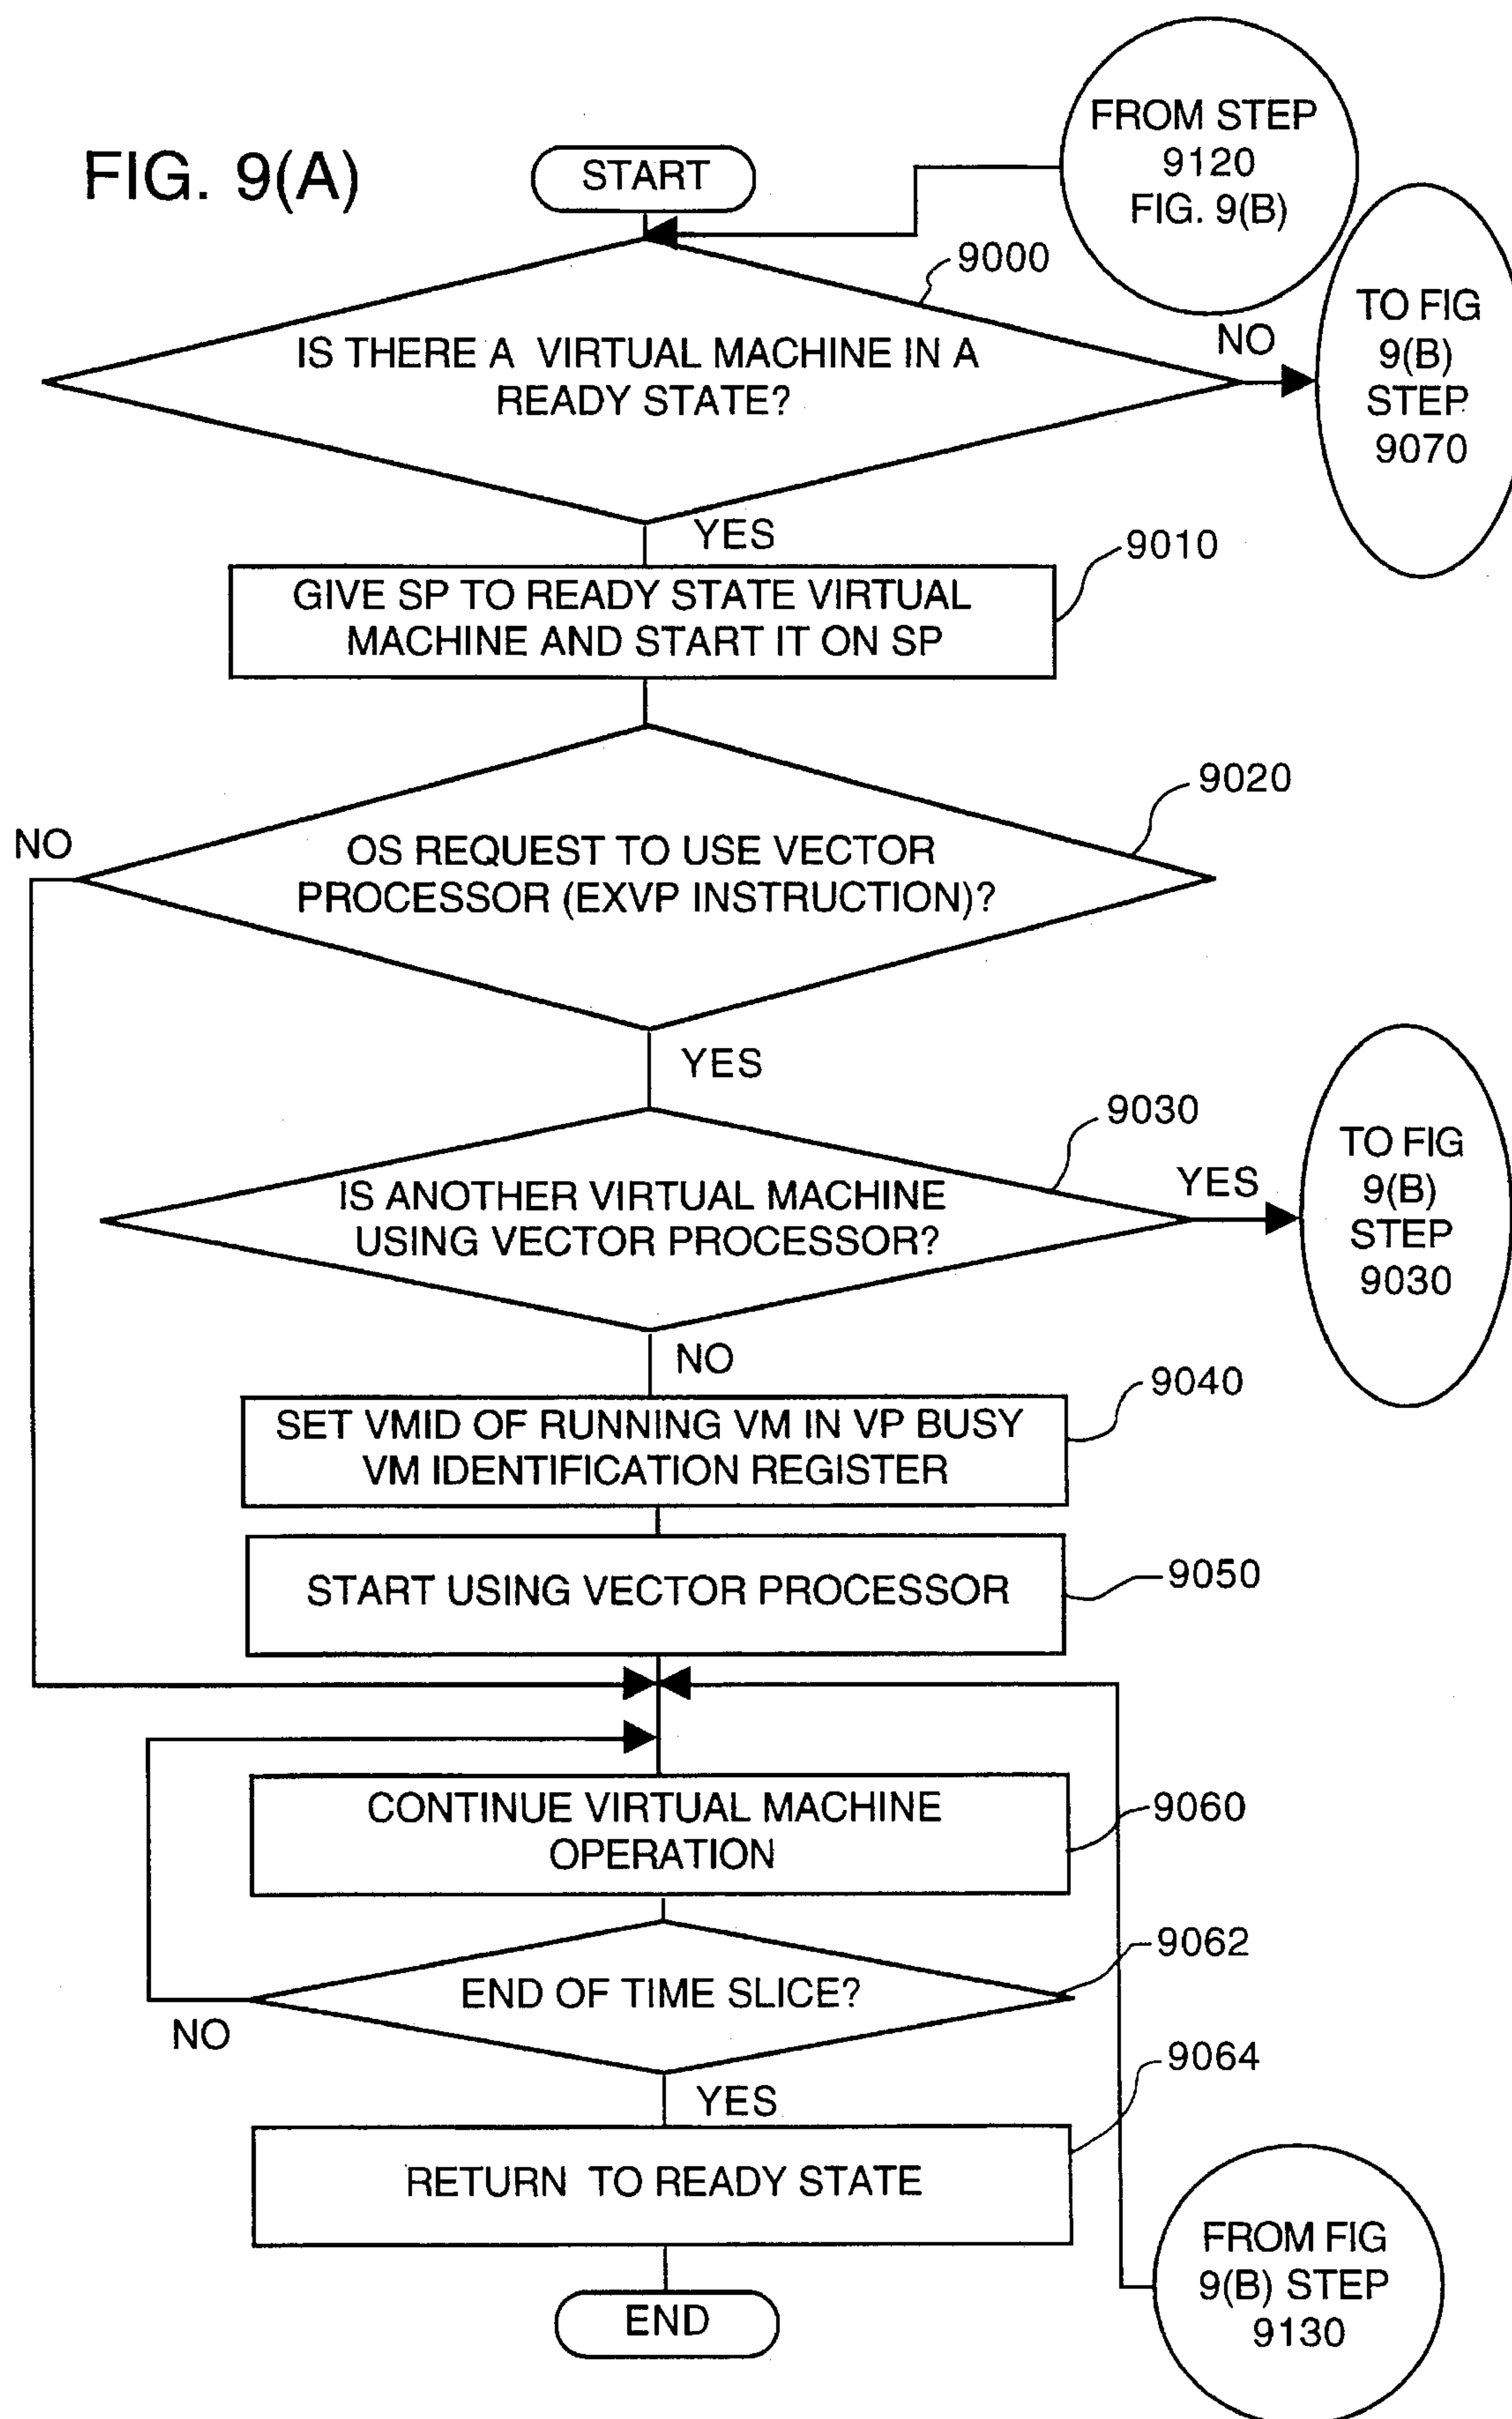 FIG. 9(A)
START
FROM STEP
9120
FIG. 9(B)
9000
IS THERE A VIRTUAL MACHINE IN A
READY STATE?
NO
TO FIG
9(B)
STEP
9070
YES
9010
GIVE SP TO READY STATE VIRTUAL
MACHINE AND START IT ON SP
9020
NO
OS REQUEST TO USE VECTOR
PROCESSOR (EXVP INSTRUCTION)?
YES
9030
IS ANOTHER VIRTUAL MACHINE
USING VECTOR PROCESSOR?
YES
TO FIG
9(B)
STEP
9030
NO
9040
SET VMID OF RUNNING VM IN VP BUSY
VM IDENTIFICATION REGISTER
START USING VECTOR PROCESSOR
9050
CONTINUE VIRTUAL MACHINE
OPERATION
9060
9062
END OF TIME SLICE?
NO
9064
YES
RETURN TO READY STATE
FROM FIG
9(B) STEP
9130
END